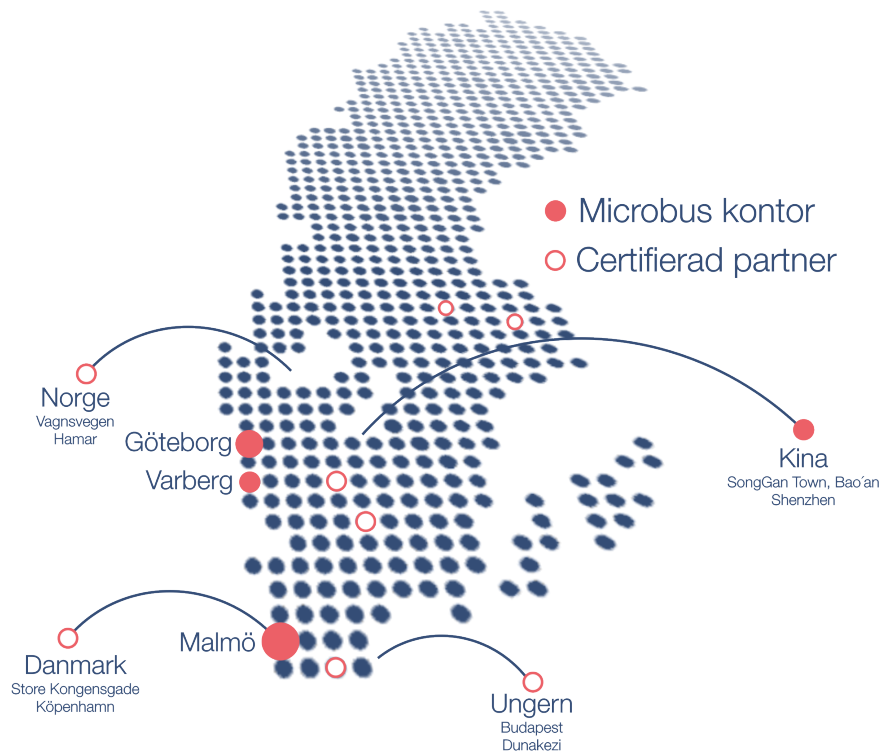 Microbus kontor
Certifierad partner
Norge
Vagnsvegen
Hamar
Göteborg
Varberg
Kina
SongGan Town, Bao´an
Shenzhen
Malmö
Danmark
Store Kongensgade
Köpenhamn
Ungern
Budapest
Dunakezi